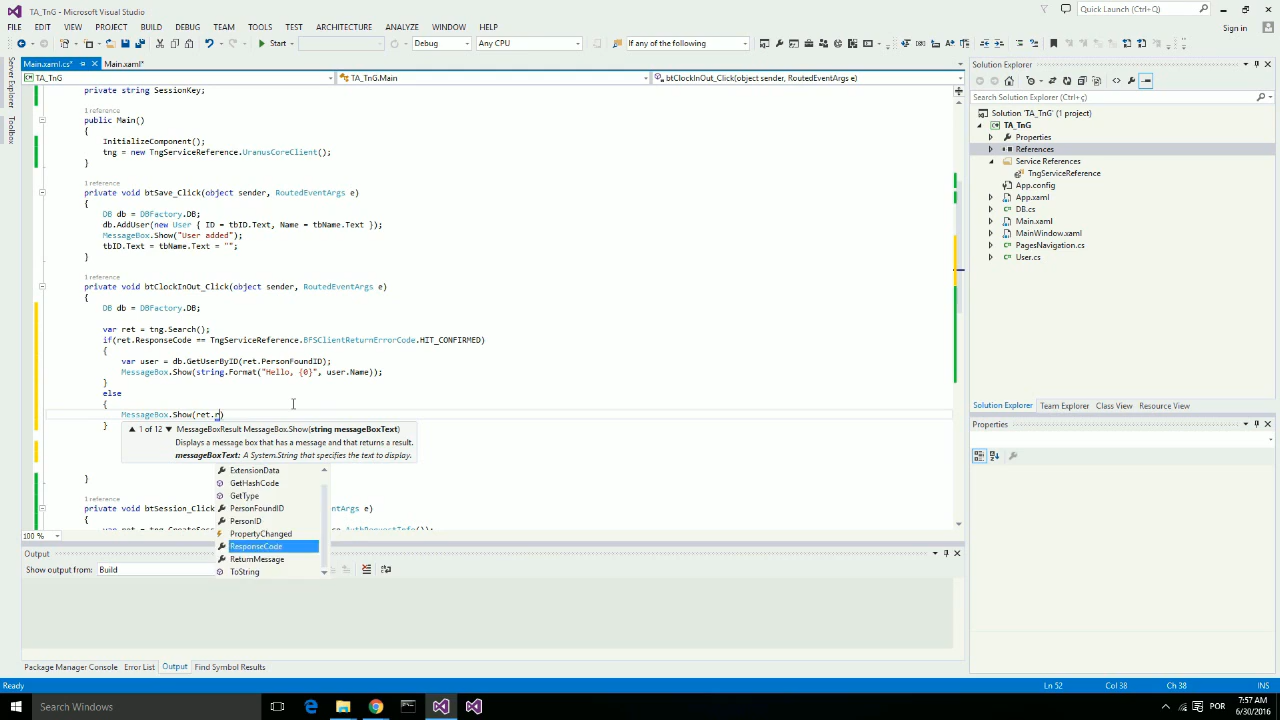 TA_TnG - Microsoft Visual Studio
Quick Launch (Ctrl+Ç)
FILE EDIT VIEW PROJECT BUILD DEBUG TEAM TOOLS TEST ARCHITECTURE ANALYZE WINDOW HELP
Sign in
Start Debug Any CPU If any of the following
Main.xaml.cs* Main.xaml*
TA_TnG TA_TnG.Main btClockInOut_Click(object sender, RoutedEventArgs e)
Server Explorer
Toolbox
private string SessionKey;
1 reference
public Main()
{
InitializeComponent();
tng = new TngServiceReference.UranusCoreClient();
}
1 reference
private void btSave_Click(object sender, RoutedEventArgs e)
{
DB db = DBFactory.DB;
db.AddUser(new User { ID = tbID.Text, Name = tbName.Text });
MessageBox.Show("User added");
tbID.Text = tbName.Text = "";
}
1 reference
private void btClockInOut_Click(object sender, RoutedEventArgs e)
{
DB db = DBFactory.DB;
var ret = tng.Search();
if(ret.ResponseCode == TngServiceReference.BFSClientReturnErrorCode.HIT_CONFIRMED)
{
var user = db.GetUserByID(ret.PersonFoundID);
MessageBox.Show(string.Format("Hello, {0}", user.Name));
}
else
{
MessageBox.Show(ret.r)
}
1 of 12 MessageBoxResult MessageBox.Show(string messageBoxText)
Displays a message box that has a message and that returns a result.
messageBoxText: A System.String that specifies the text to display.
ExtensionData
GetHashCode
GetType
PersonFoundID
PersonID
PropertyChanged
ResponseCode
ReturnMessage
ToString
}
1 reference
private void btSession_Click(
entArgs e)
{
100 %
Output
Show output from: Build
Package Manager Console Error List Output Find Symbol Results
Solution Explorer
Search Solution Explorer (Ctrl+ç)
Solution 'TA_TnG' (1 project)
TA_TnG
Properties
References
Service References
TngServiceReference
App.config
App.xaml
DB.cs
Main.xaml
MainWindow.xaml
PagesNavigation.cs
User.cs
Solution Explorer Team Explorer Class View Resource View
Properties
Ready Ln 52 Col 38 Ch 38 INS
Search Windows
POR
7:57 AM
6/30/2016